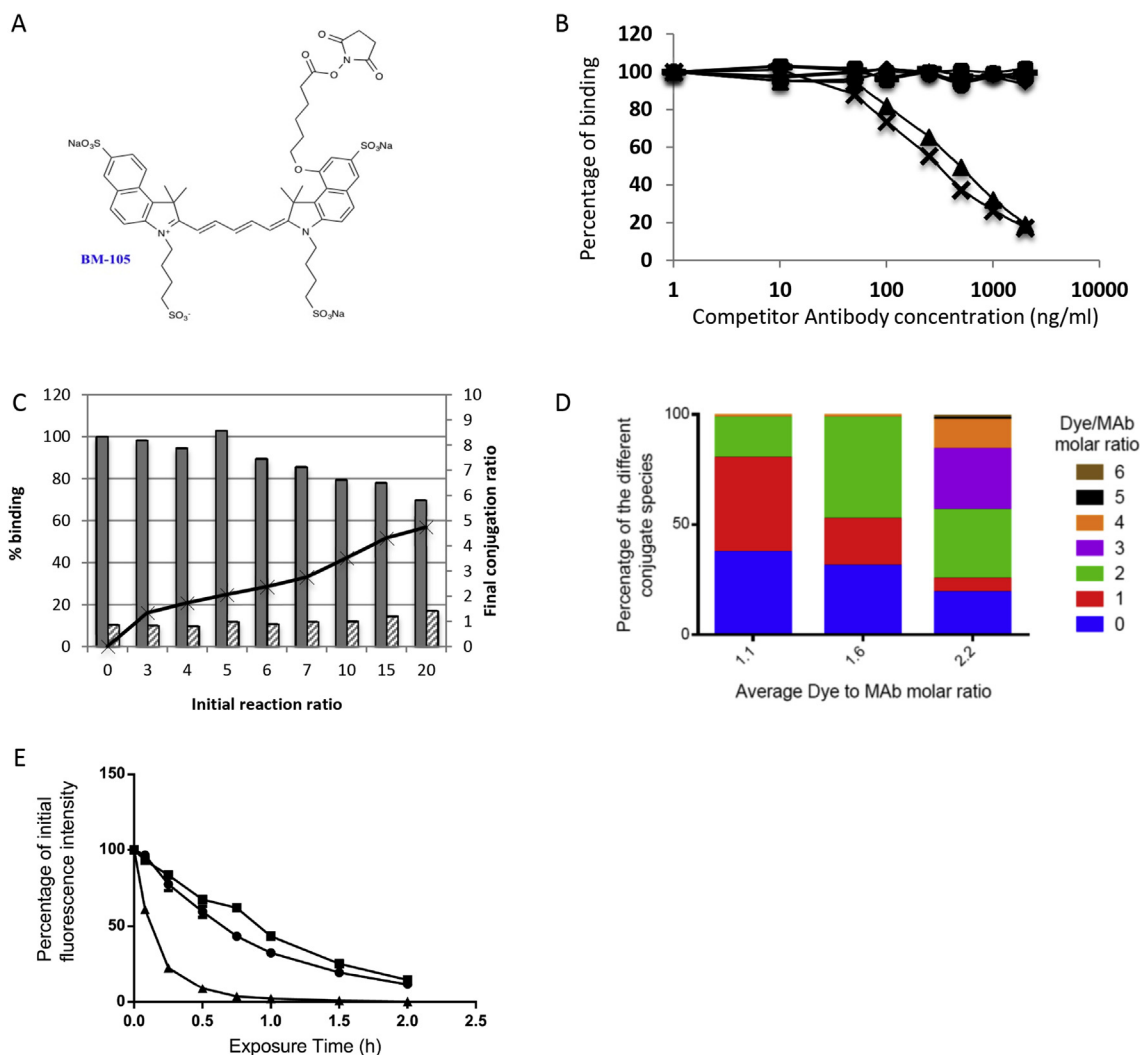 A
O
N
O
O
O
O
NaO3S
SO3Na
O
N+
N
BM-105
SO3-
SO3Na
B
Percentage of binding
120
100
80
60
40
20
0
1 10 100 1000 10000
Competitor Antibody concentration (ng/ml)
C
% binding
120
100
80
60
40
20
0
10
9
8
7
6
5
4
3
2
1
0
Final conjugation ratio
0 3 4 5 6 7 10 15 20
Initial reaction ratio
D
Percenatge of the different
conjugate species
100
50
0
1.1 1.6 2.2
Average Dye to MAb molar ratio
Dye/MAb
molar ratio
6
5
4
3
2
1
0
E
Percentage of initial
fluorescence intensity
150
100
50
0
0.0 0.5 1.0 1.5 2.0 2.5
Exposure Time (h)